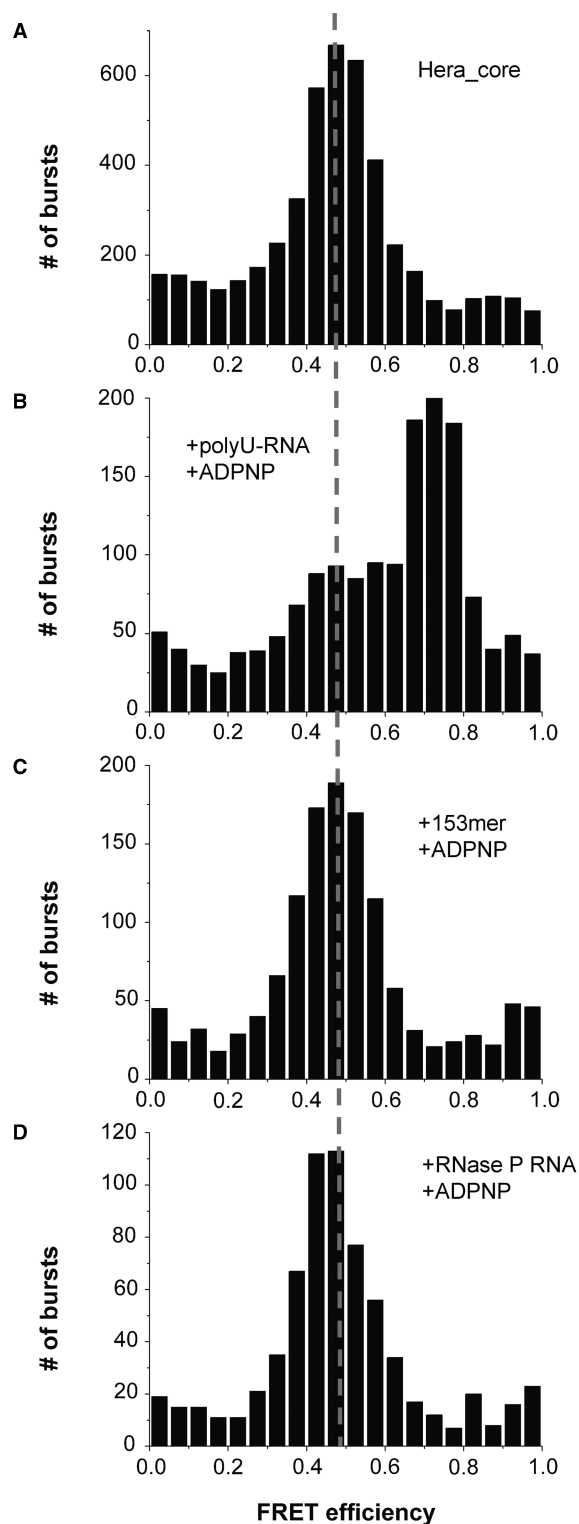 A
Hera_core
# of bursts
600
400
200
0
0.0 0.2 0.4 0.6 0.8 1.0
B
+polyU-RNA
+ADPNP
# of bursts
200
150
100
50
0
0.0 0.2 0.4 0.6 0.8 1.0
C
+153mer
+ADPNP
# of bursts
200
150
100
50
0
0.0 0.2 0.4 0.6 0.8 1.0
D
+RNase P RNA
+ADPNP
# of bursts
120
100
80
60
40
20
0
0.0 0.2 0.4 0.6 0.8 1.0
FRET efficiency